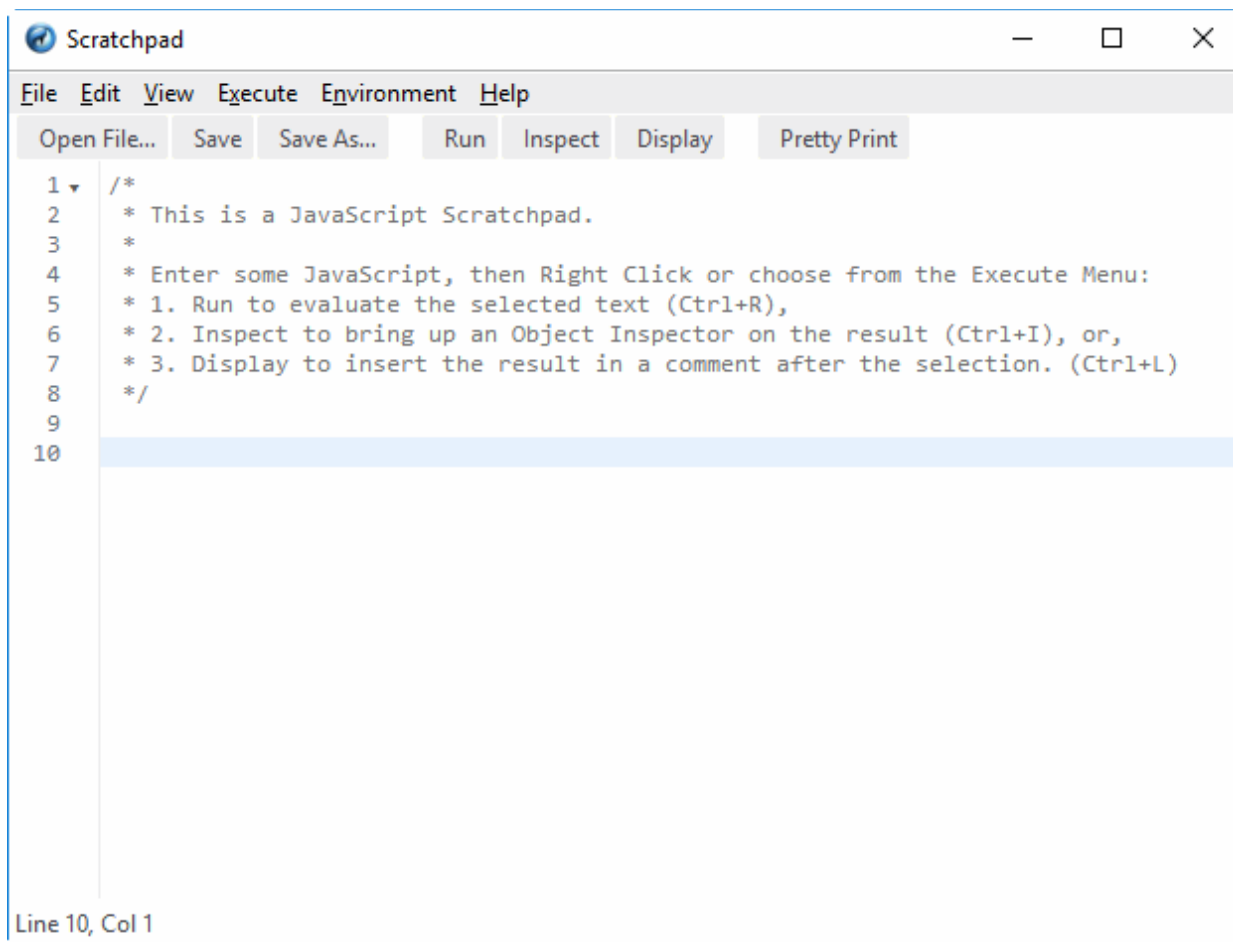 Scratchpad
File Edit View Execute Environment Help
Open File... Save Save As... Run Inspect Display Pretty Print
1 /*
2  * This is a JavaScript Scratchpad.
3  *
4  * Enter some JavaScript, then Right Click or choose from the Execute Menu:
5  * 1. Run to evaluate the selected text (Ctrl+R),
6  * 2. Inspect to bring up an Object Inspector on the result (Ctrl+I), or,
7  * 3. Display to insert the result in a comment after the selection. (Ctrl+L)
8  */
9
10
Line 10, Col 1